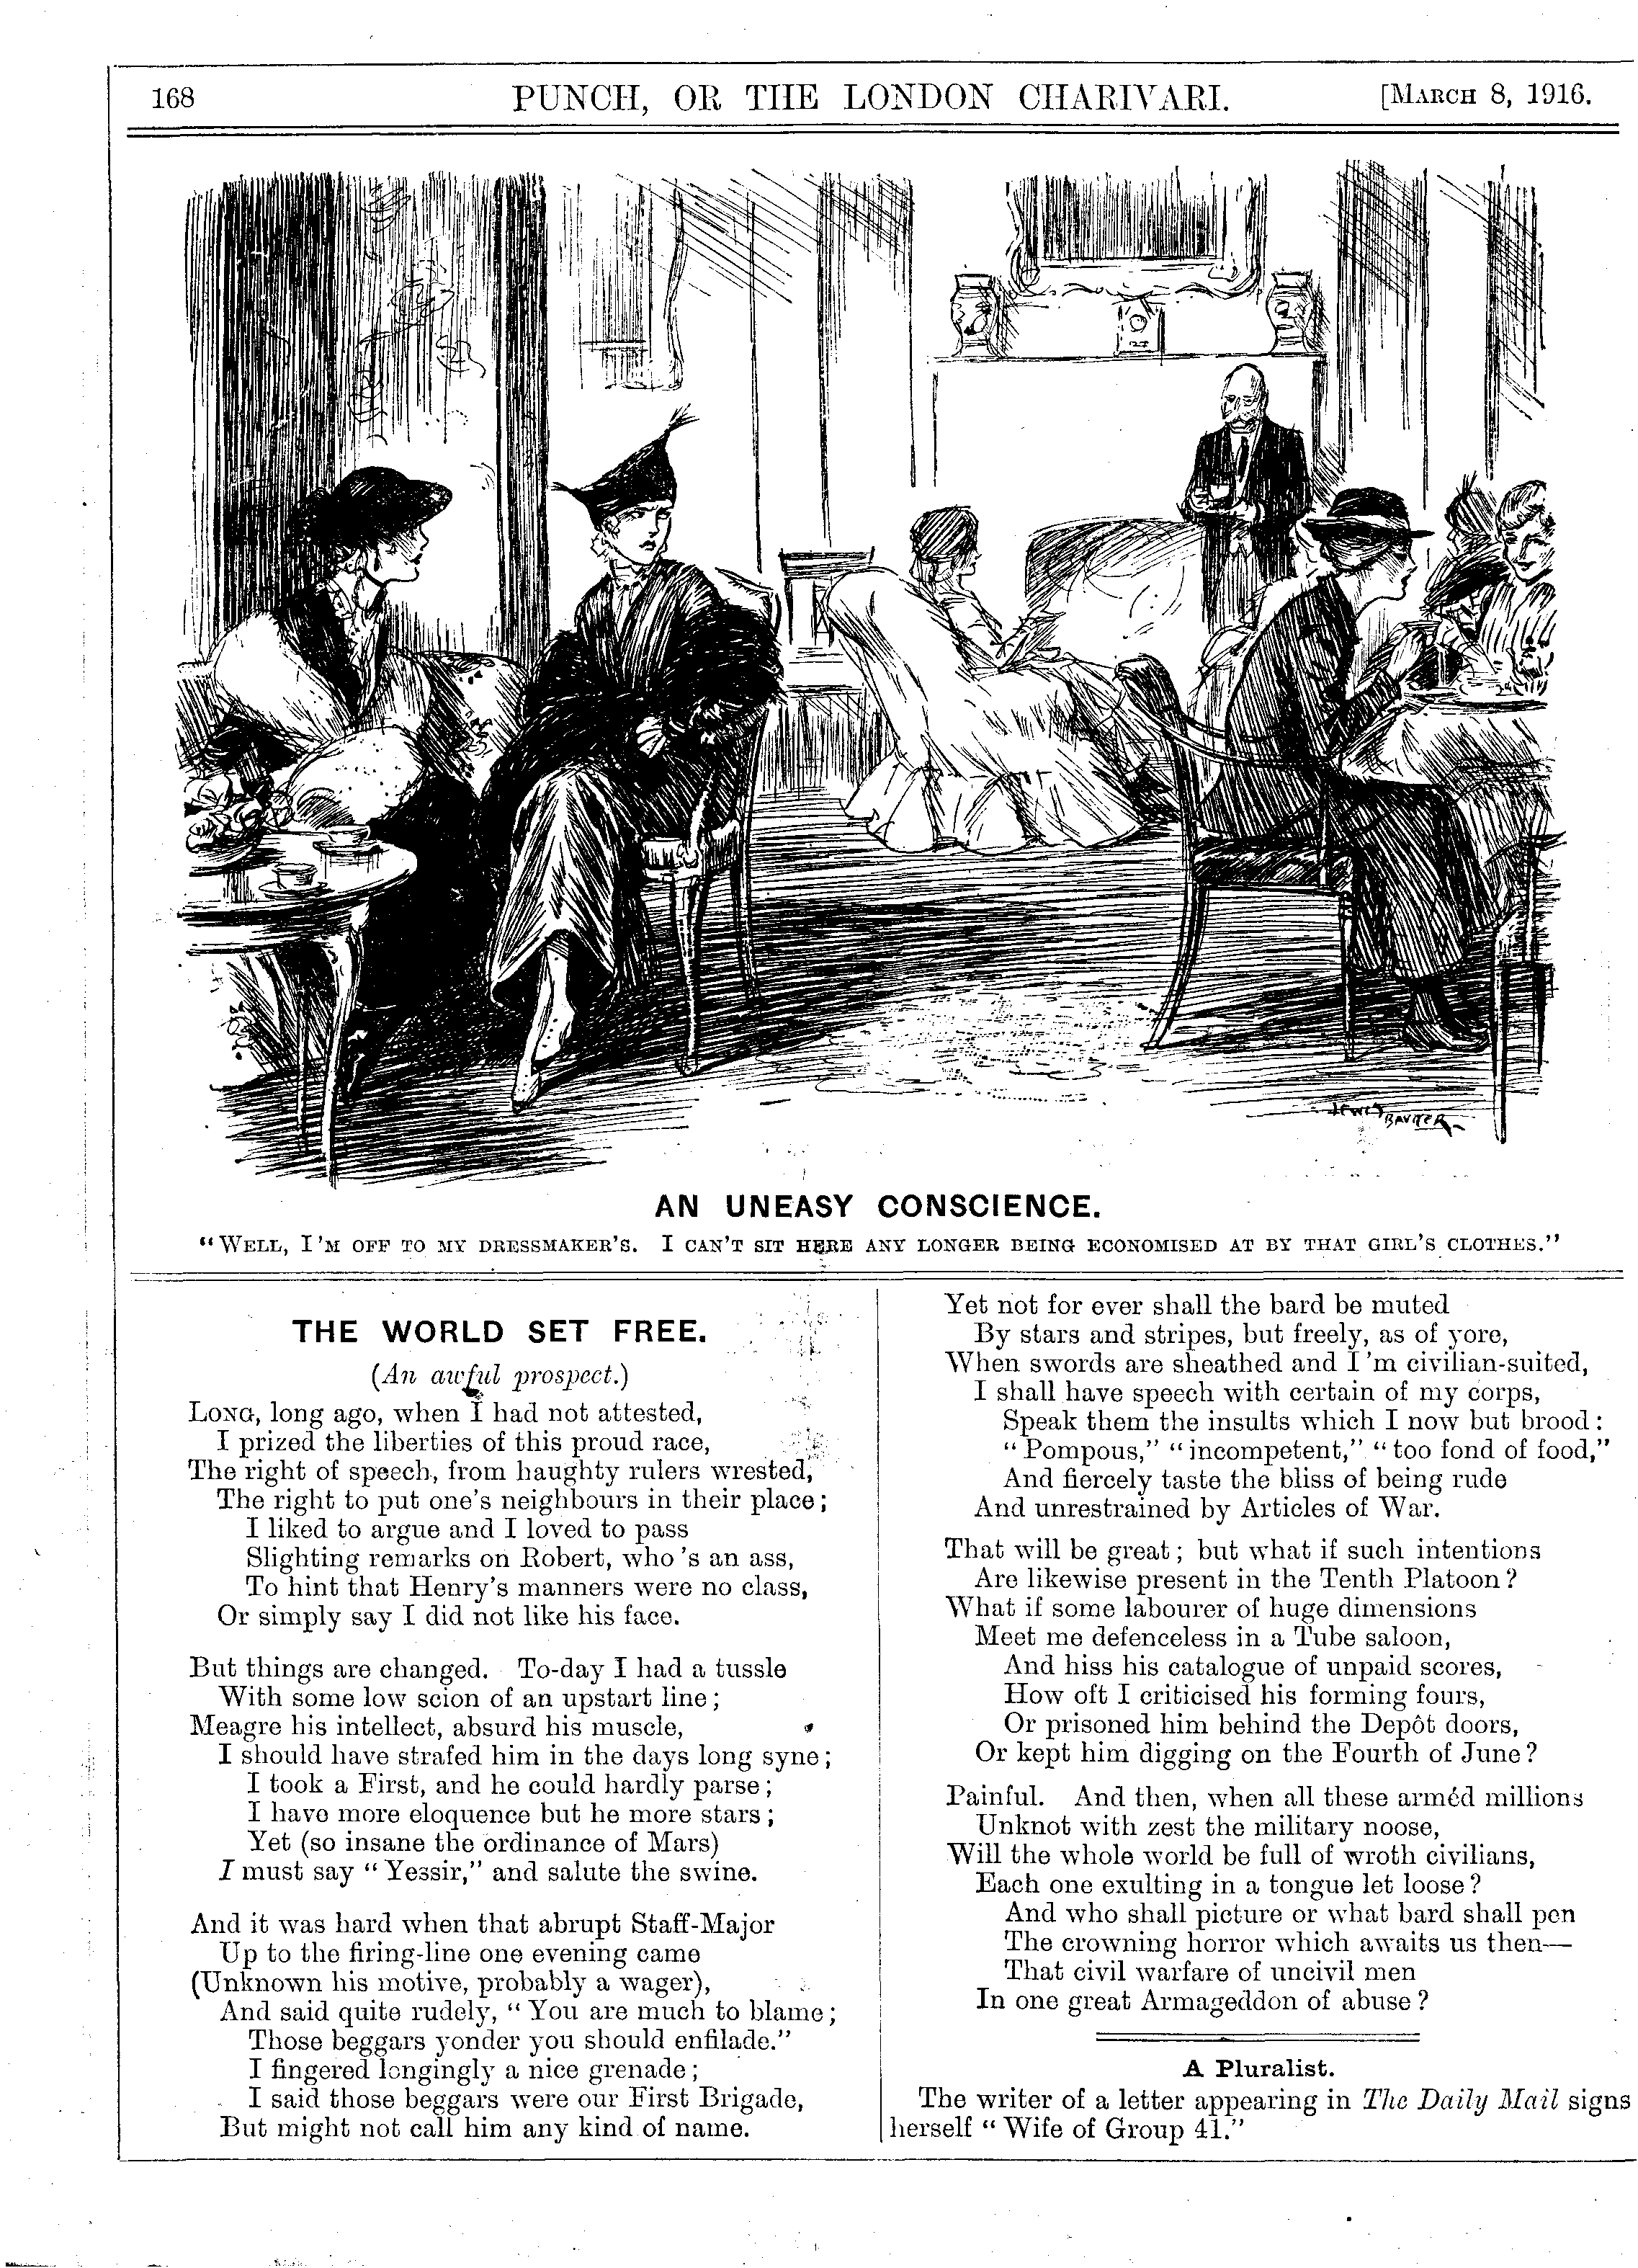 168
PUNCH, OR THE LONDON CHARIVARI.
[MARCH 8, 1916.
LEWIS BAUMER
AN UNEASY CONSCIENCE.
"WELL, I'M OFF TO MY DRESSMAKER'S. I CAN'T SIT HERE ANY LONGER BEING ECONOMISED AT BY THAT GIRL'S CLOTHES."
THE WORLD SET FREE.
(An awful prospect.)
LONG, long ago, when I had not attested,
I prized the liberties of this proud race,
The right of speech, from haughty rulers wrested,
The right to put one's neighbours in their place;
I liked to argue and I loved to pass
Slighting remarks on Robert, who's an ass,
To hint that Henry's manners were no class,
Or simply say I did not like his face.
But things are changed. To-day I had a tussle
With some low scion of an upstart line;
Meagre his intellect, absurd his muscle,
I should have strafed him in the days long syne;
I took a First, and he could hardly parse;
I have more eloquence but he more stars;
Yet (so insane the ordinance of Mars)
I must say "Yessir," and salute the swine.
And it was hard when that abrupt Staff-Major
Up to the firing-line one evening came
(Unknown his motive, probably a wager),
And said quite rudely, "You are much to blame;
Those beggars yonder you should enfilade."
I fingered longingly a nice grenade;
I said those beggars were our First Brigade,
But might not call him any kind of name.
Yet not for ever shall the bard be muted
By stars and stripes, but freely, as of yore,
When swords are sheathed and I'm civilian-suited,
I shall have speech with certain of my corps,
Speak them the insults which I now but brood:
"Pompous," "incompetent," "too fond of food,"
And fiercely taste the bliss of being rude
And unrestrained by Articles of War.
That will be great; but what if such intentions
Are likewise present in the Tenth Platoon?
What if some labourer of huge dimensions
Meet me defenceless in a Tube saloon,
And hiss his catalogue of unpaid scores,
How oft I criticised his forming fours,
Or prisoned him behind the Depôt doors,
Or kept him digging on the Fourth of June?
Painful. And then, when all these arméd millions
Unknot with zest the military noose,
Will the whole world be full of wroth civilians,
Each one exulting in a tongue let loose?
And who shall picture or what bard shall pen
The crowning horror which awaits us then—
That civil warfare of uncivil men
In one great Armageddon of abuse?
A Pluralist.
The writer of a letter appearing in The Daily Mail signs
herself "Wife of Group 41."